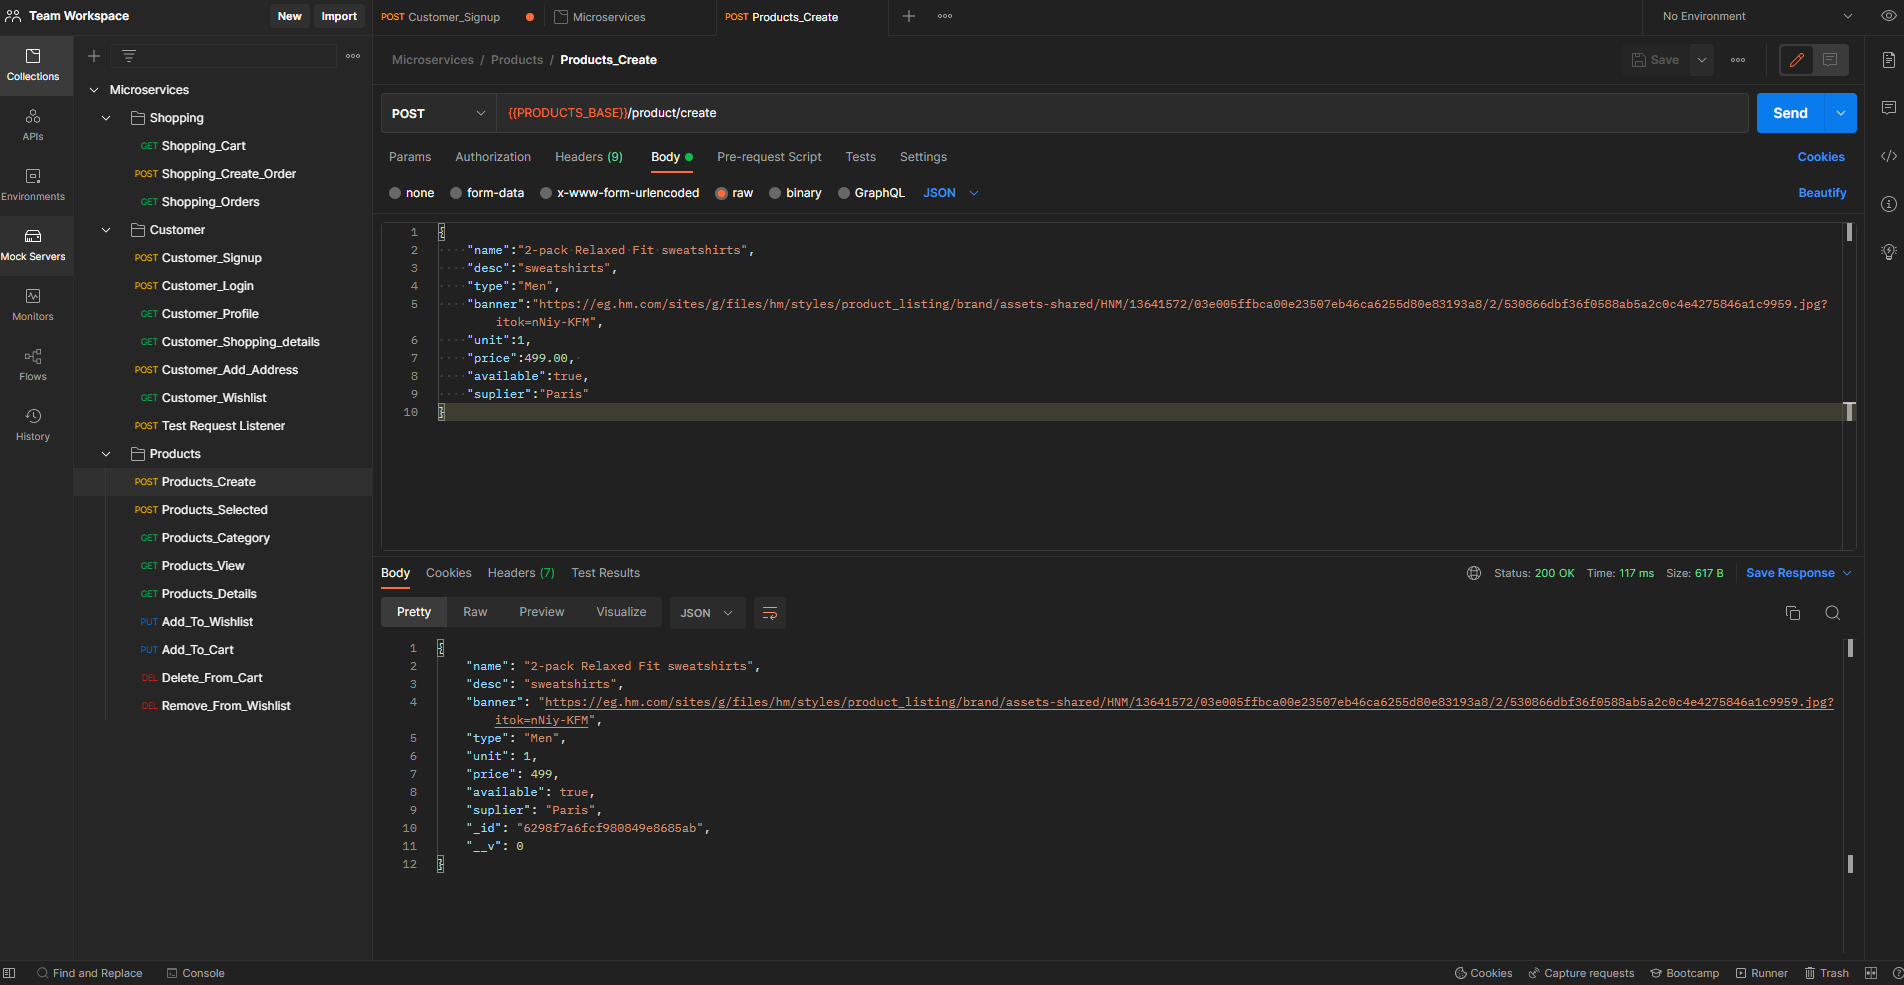 Team Workspace
New
Import
POST Customer_Signup
Microservices
POST Products_Create
No Environment
Collections
APIs
Environments
Mock Servers
Monitors
Flows
History
Microservices
Shopping
GET Shopping_Cart
POST Shopping_Create_Order
GET Shopping_Orders
Customer
POST Customer_Signup
POST Customer_Login
GET Customer_Profile
GET Customer_Shopping_details
POST Customer_Add_Address
GET Customer_Wishlist
POST Test Request Listener
Products
POST Products_Create
POST Products_Selected
GET Products_Category
GET Products_View
GET Products_Details
PUT Add_To_Wishlist
PUT Add_To_Cart
DEL Delete_From_Cart
DEL Remove_From_Wishlist
Microservices / Products / Products_Create
Save
POST
{{PRODUCTS_BASE}}/product/create
Send
Params
Authorization
Headers (9)
Body
Pre-request Script
Tests
Settings
Cookies
none
form-data
x-www-form-urlencoded
raw
binary
GraphQL
JSON
Beautify
1 {
2 "name":"2-pack Relaxed Fit sweatshirts",
3 "desc":"sweatshirts",
4 "type":"Men",
5 "banner":"https://eg.hm.com/sites/g/files/hm/styles/product_listing/brand/assets-shared/HNM/13641572/03e005ffbca00e23507eb46ca6255d80e83193a8/2/530866dbf36f0588ab5a2c0c4e4275846a1c9959.jpg?
itok=nNiy-KFM",
6 "unit":1,
7 "price":499.00,
8 "available":true,
9 "suplier":"Paris"
10 }
Body
Cookies
Headers (7)
Test Results
Status: 200 OK
Time: 117 ms
Size: 617 B
Save Response
Pretty
Raw
Preview
Visualize
JSON
1 {
2 "name": "2-pack Relaxed Fit sweatshirts",
3 "desc": "sweatshirts",
4 "banner": "https://eg.hm.com/sites/g/files/hm/styles/product_listing/brand/assets-shared/HNM/13641572/03e005ffbca00e23507eb46ca6255d80e83193a8/2/530866dbf36f0588ab5a2c0c4e4275846a1c9959.jpg?
itok=nNiy-KFM",
5 "type": "Men",
6 "unit": 1,
7 "price": 499,
8 "available": true,
9 "suplier": "Paris",
10 "_id": "6298f7a6fcf980849e8685ab",
11 "__v": 0
12 }
Find and Replace
Console
Cookies
Capture requests
Bootcamp
Runner
Trash